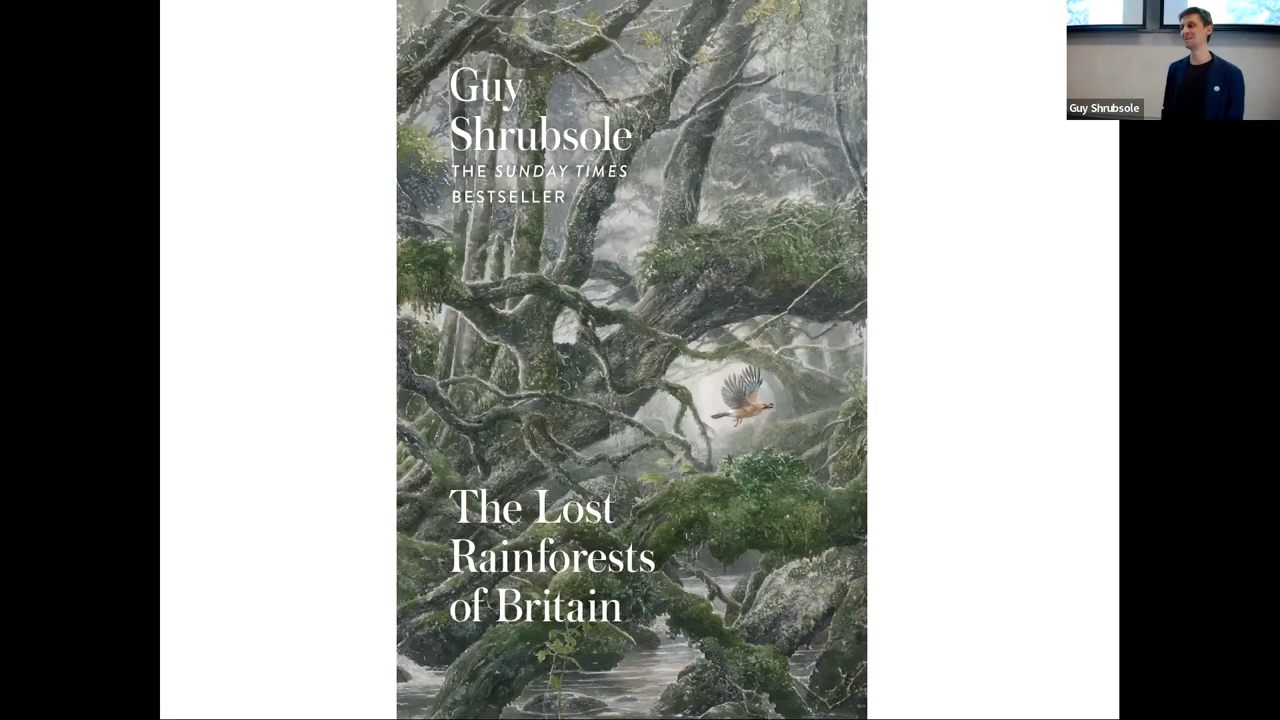 Guy
Shrubsole
THE SUNDAY TIMES
BESTSELLER
The Lost
Rainforests
of Britain
Guy Shrubsole